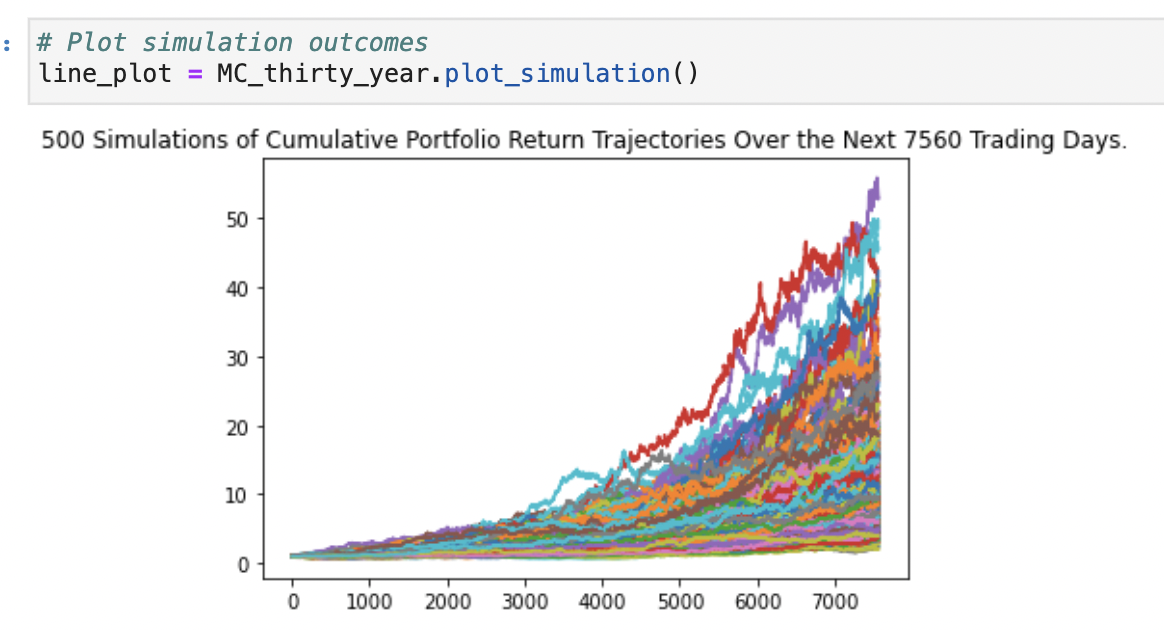 :
# Plot simulation outcomes
line_plot = MC_thirty_year.plot_simulation()
500 Simulations of Cumulative Portfolio Return Trajectories Over the Next 7560 Trading Days.
50
40
30
20
10
0
0 1000 2000 3000 4000 5000 6000 7000